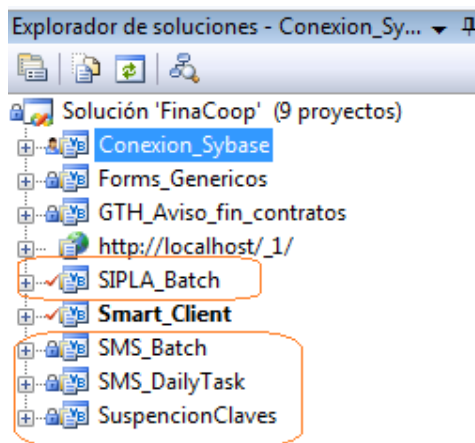 Explorador de soluciones - Conexion_Sy...
Solución 'FinaCoop' (9 proyectos)
Conexion_Sybase
Forms_Genericos
GTH_Aviso_fin_contratos
http://localhost/_1/
SIPLA_Batch
Smart_Client
SMS_Batch
SMS_DailyTask
SuspencionClaves